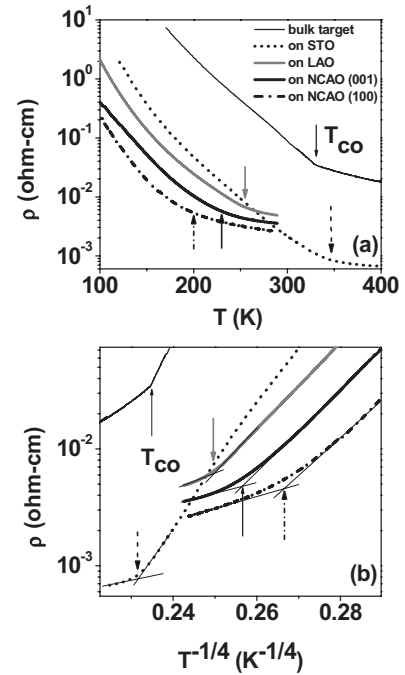 10¹
10⁰
10⁻¹
10⁻²
10⁻³
ρ (ohm-cm)
bulk target
on STO
on LAO
on NCAO (001)
on NCAO (100)
T_CO
(a)
100 200 300 400
T (K)
10⁻²
10⁻³
ρ (ohm-cm)
T_CO
(b)
0.24 0.26 0.28
T⁻¹/⁴ (K⁻¹/⁴)